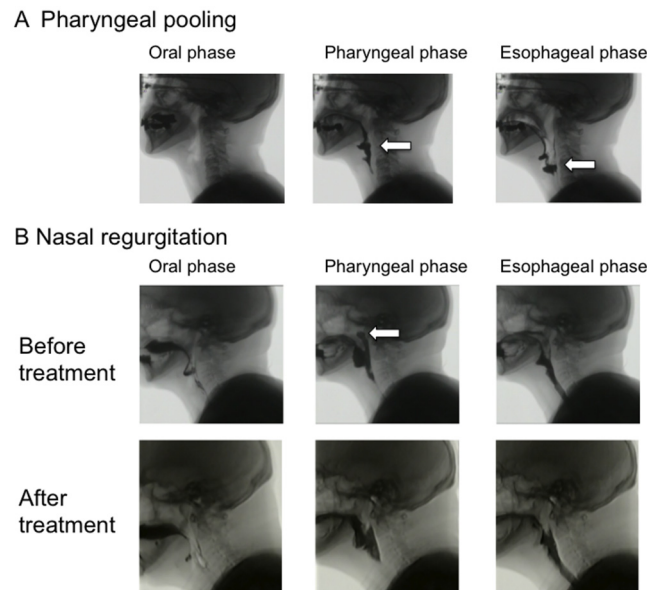 A Pharyngeal pooling
Oral phase Pharyngeal phase Esophageal phase
B Nasal regurgitation
Oral phase Pharyngeal phase Esophageal phase
Before
treatment
After
treatment